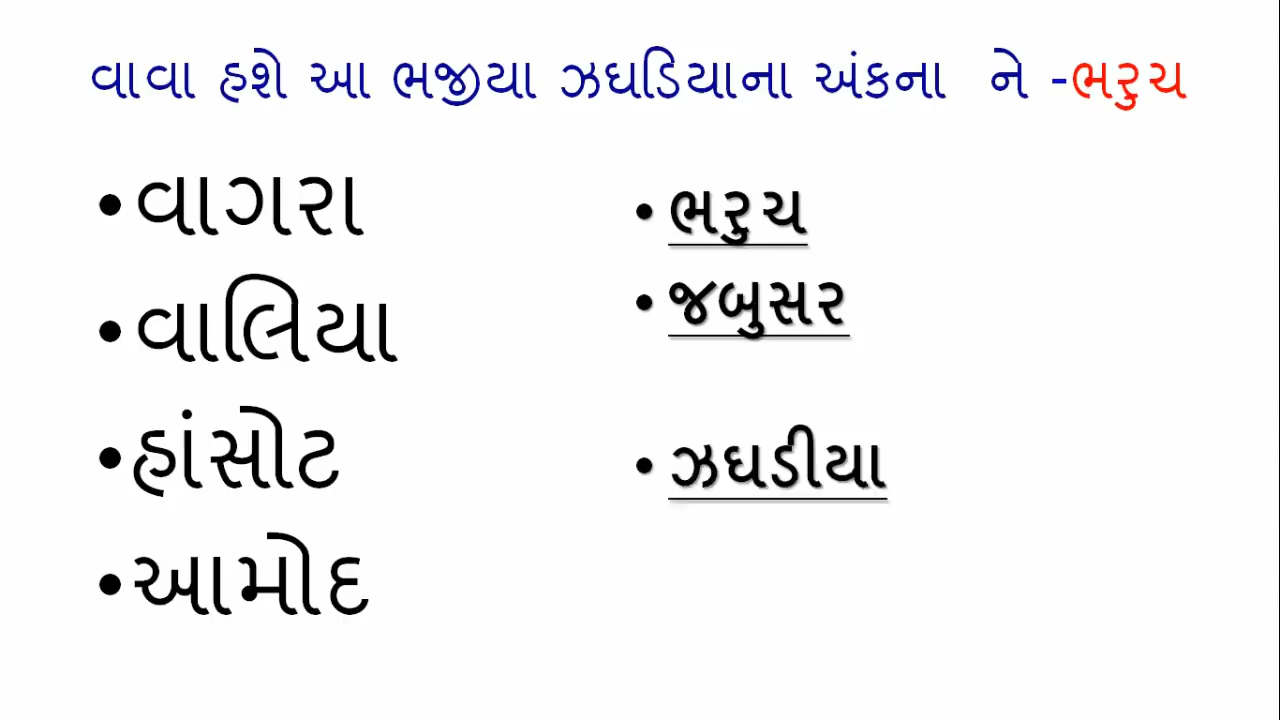 વાવા હશે આ ભજીયા ઝઘડિયાના અંકના ને -ભરુચ
•વાગરા
•વાલિયા
•હાંસોટ
•આમોદ
• ભરુચ
• જબુસર
• ઝઘડીયા